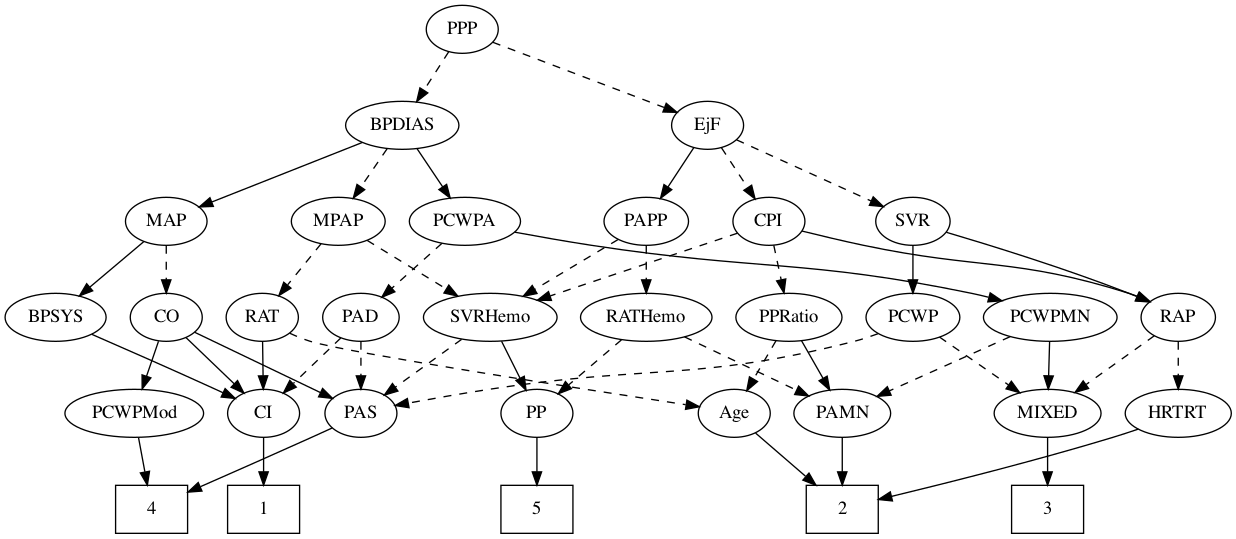 PPP
BPDIAS
EjF
MAP
MPAP
PCWPA
PAPP
CPI
SVR
BPSYS
CO
RAT
PAD
SVRHemo
RATHemo
PPRatio
PCWP
PCWPMN
RAP
PCWPMod
CI
PAS
PP
Age
PAMN
MIXED
HRTRT
4
1
5
2
3